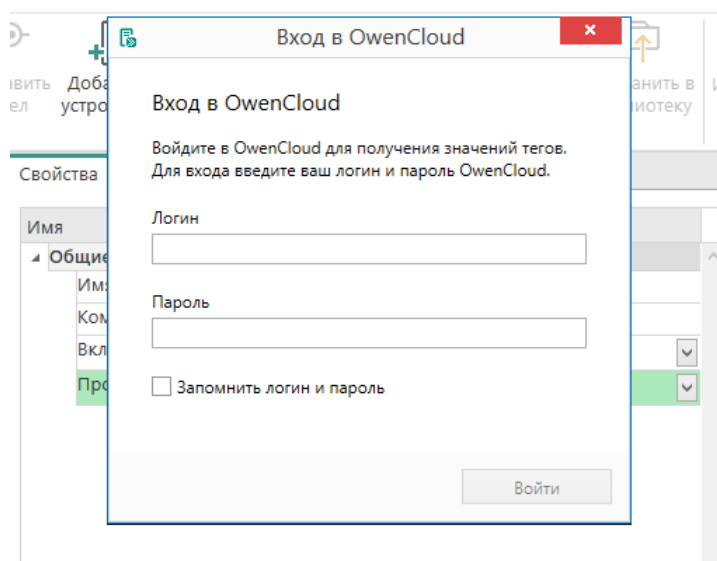 Вход в OwenCloud
Вход в OwenCloud
Войдите в OwenCloud для получения значений тегов.
Для входа введите ваш логин и пароль OwenCloud.
Свойства
Логин
Имя
Общие
Пароль
Запомнить логин и пароль
Войти